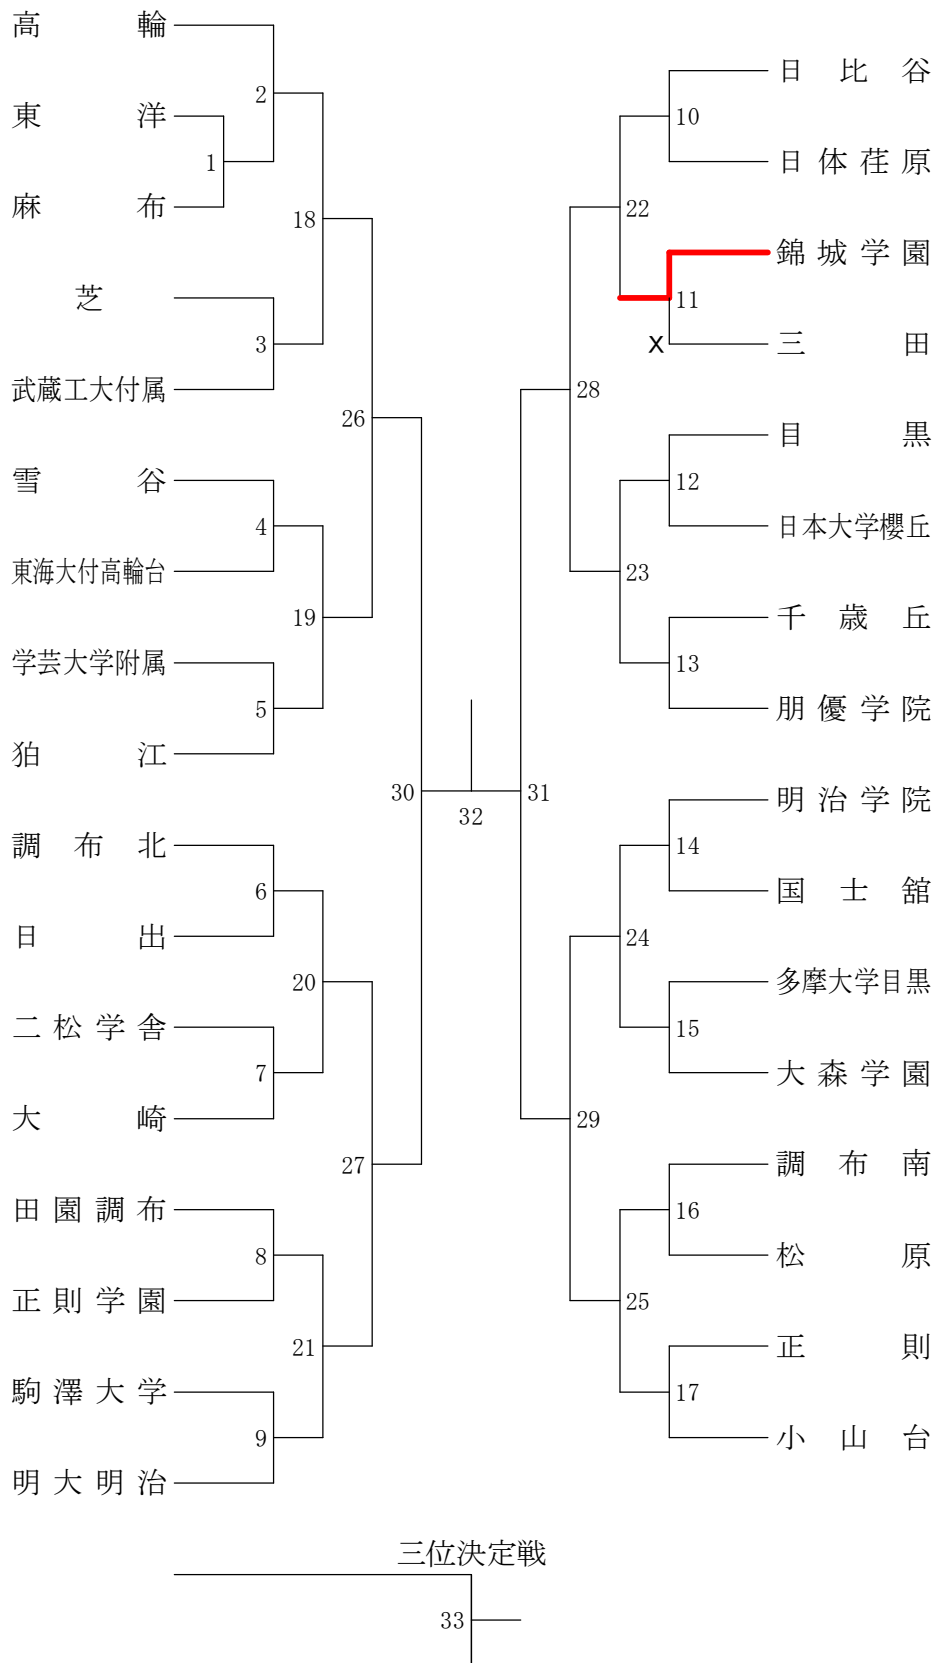 高輪
2
東洋
1
麻布
18
芝
3
武蔵工大付属
26
雪谷
4
東海大付高輪台
19
学芸大学附属
5
狛江
30
調布北
6
日出
20
二松学舎
7
大崎
27
田園調布
8
正則学園
21
駒澤大学
9
明大明治
32
日比谷
10
日体荏原
22
錦城学園
11
X
三田
28
目黒
12
日本大学櫻丘
23
千歳丘
13
朋優学院
31
明治学院
14
国士舘
24
多摩大学目黒
15
大森学園
29
調布南
16
松原
25
正則
17
小山台
三位決定戦
33